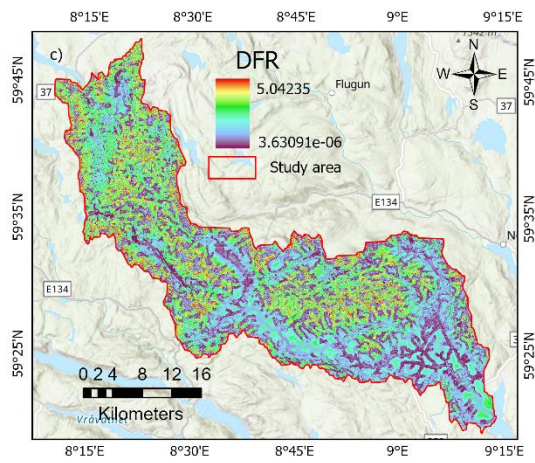 8°15'E 8°30'E 8°45'E 9°E 9°15'E
c)
DFR
5.04235
3.63091e-06
Study area
Flugun
N
W E
S
37
37
E134
E134
N
59°45'N
59°35'N
59°25'N
59°45'N
59°35'N
59°25'N
0 2 4 8 12 16
Kilometers
Vråvatnet
8°15'E 8°30'E 8°45'E 9°E 9°15'E